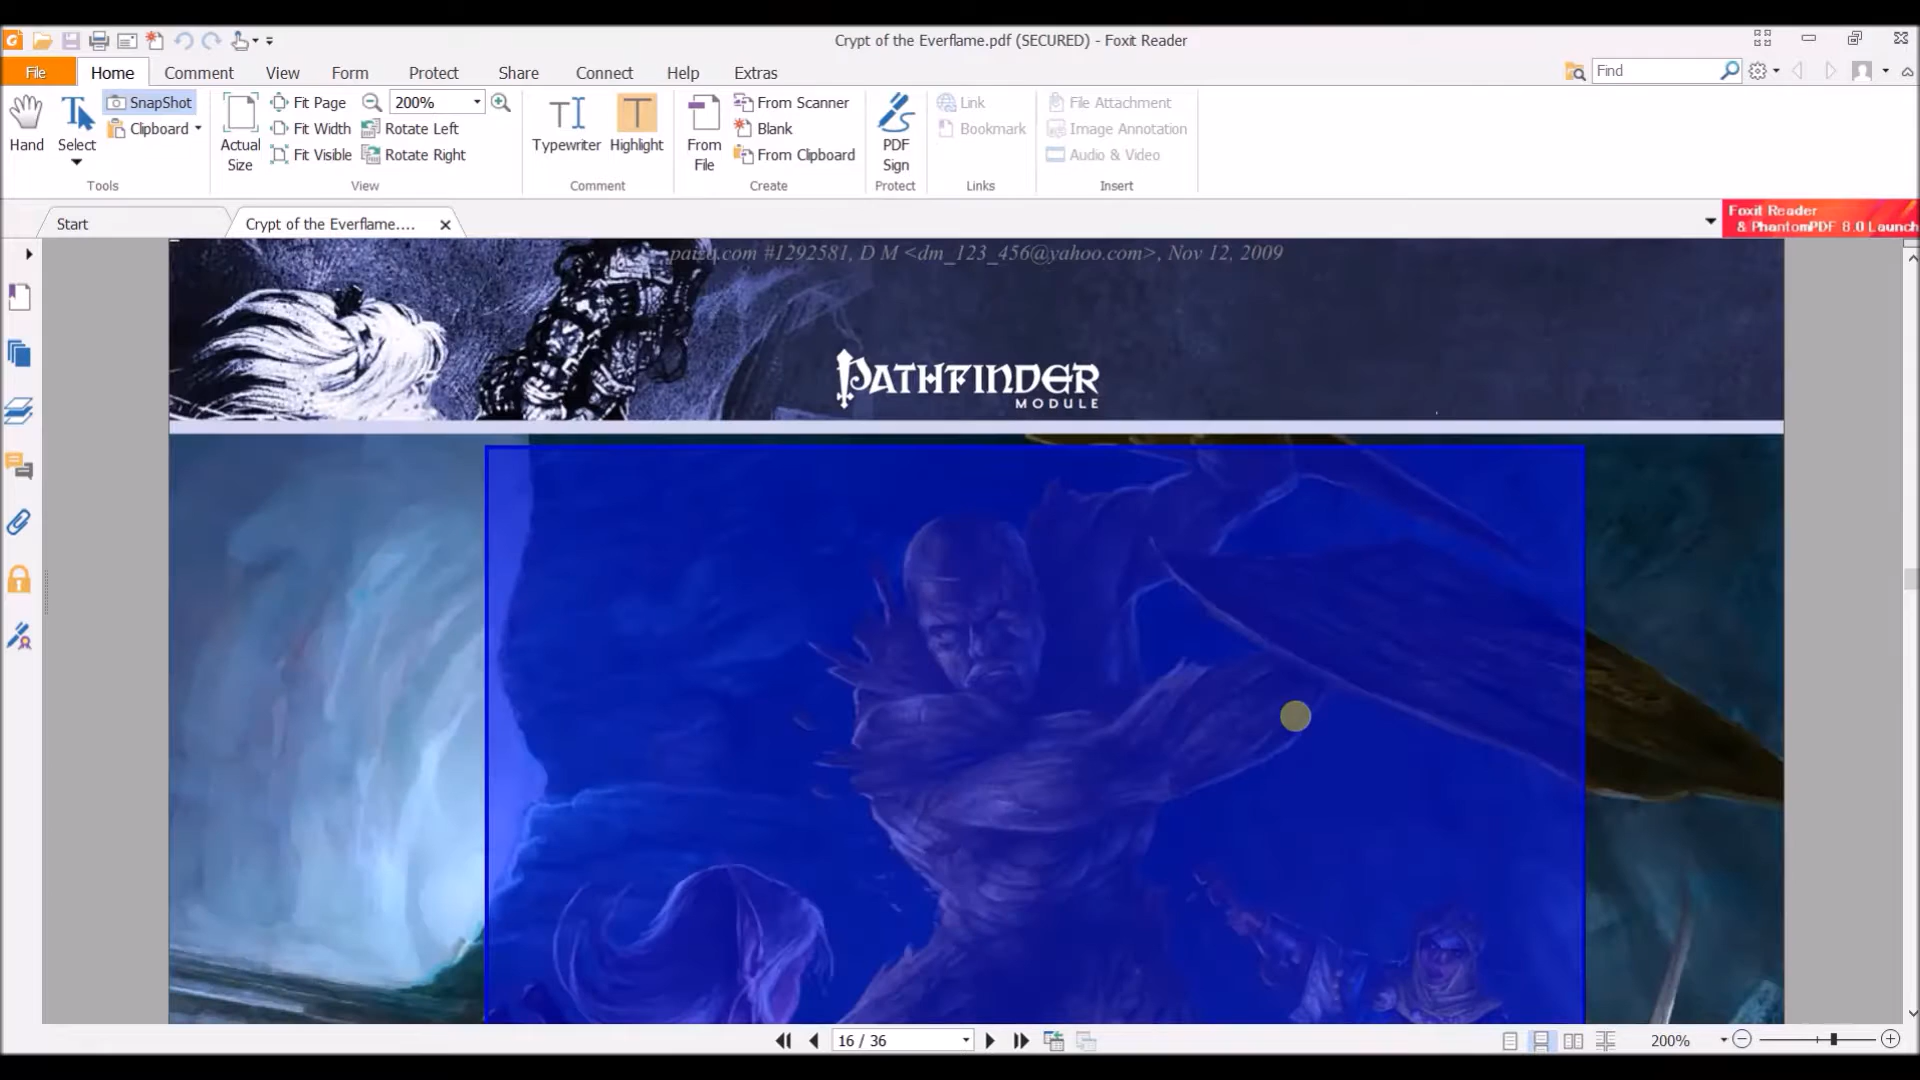 Crypt of the Everflame.pdf (SECURED) - Foxit Reader
File
Home
Comment
View
Form
Protect
Share
Connect
Help
Extras
Find
Hand
Select
SnapShot
Clipboard
Tools
Actual
Size
Fit Page
Fit Width
Fit Visible
200%
Rotate Left
Rotate Right
View
Typewriter
Highlight
Comment
From
File
From Scanner
Blank
From Clipboard
Create
PDF
Sign
Protect
Link
Bookmark
Links
File Attachment
Image Annotation
Audio & Video
Insert
Start
Crypt of the Everflame....
Foxit Reader
& PhantomPDF 8.0 Launch
paizo.com #1292581, D M <dm_123_456@yahoo.com>, Nov 12, 2009
PATHFINDER
MODULE
16 / 36
200%